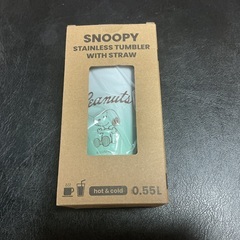 SNOOPY
STAINLESS TUMBLER
WITH STRAW
Peanuts
hot & cold
0.55L